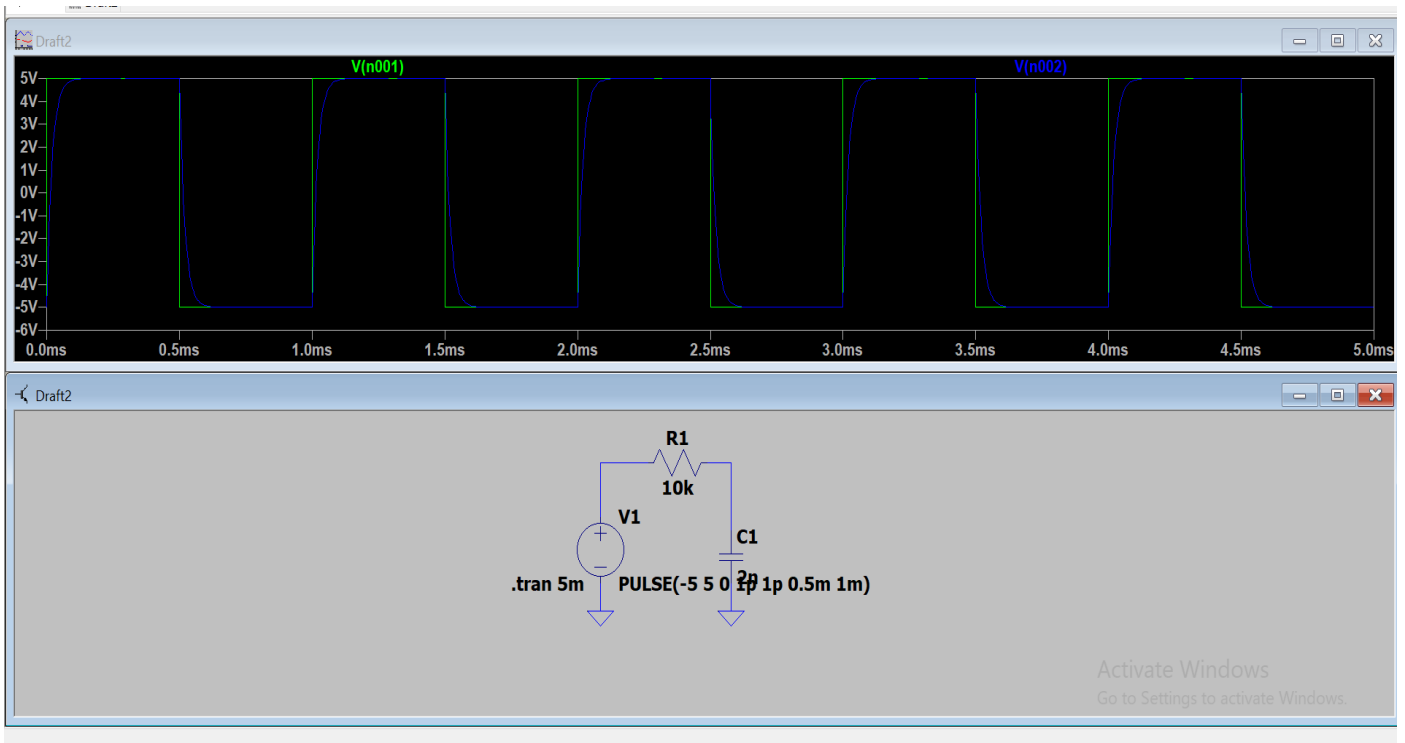 Draft2
V(n001) V(n002)
5V
4V
3V
2V
1V
0V
-1V
-2V
-3V
-4V
-5V
-6V
0.0ms 0.5ms 1.0ms 1.5ms 2.0ms 2.5ms 3.0ms 3.5ms 4.0ms 4.5ms 5.0ms
Draft2
R1
10k
V1
C1
2n
.tran 5m PULSE(-5 5 0 1p 1p 0.5m 1m)
Activate Windows
Go to Settings to activate Windows.